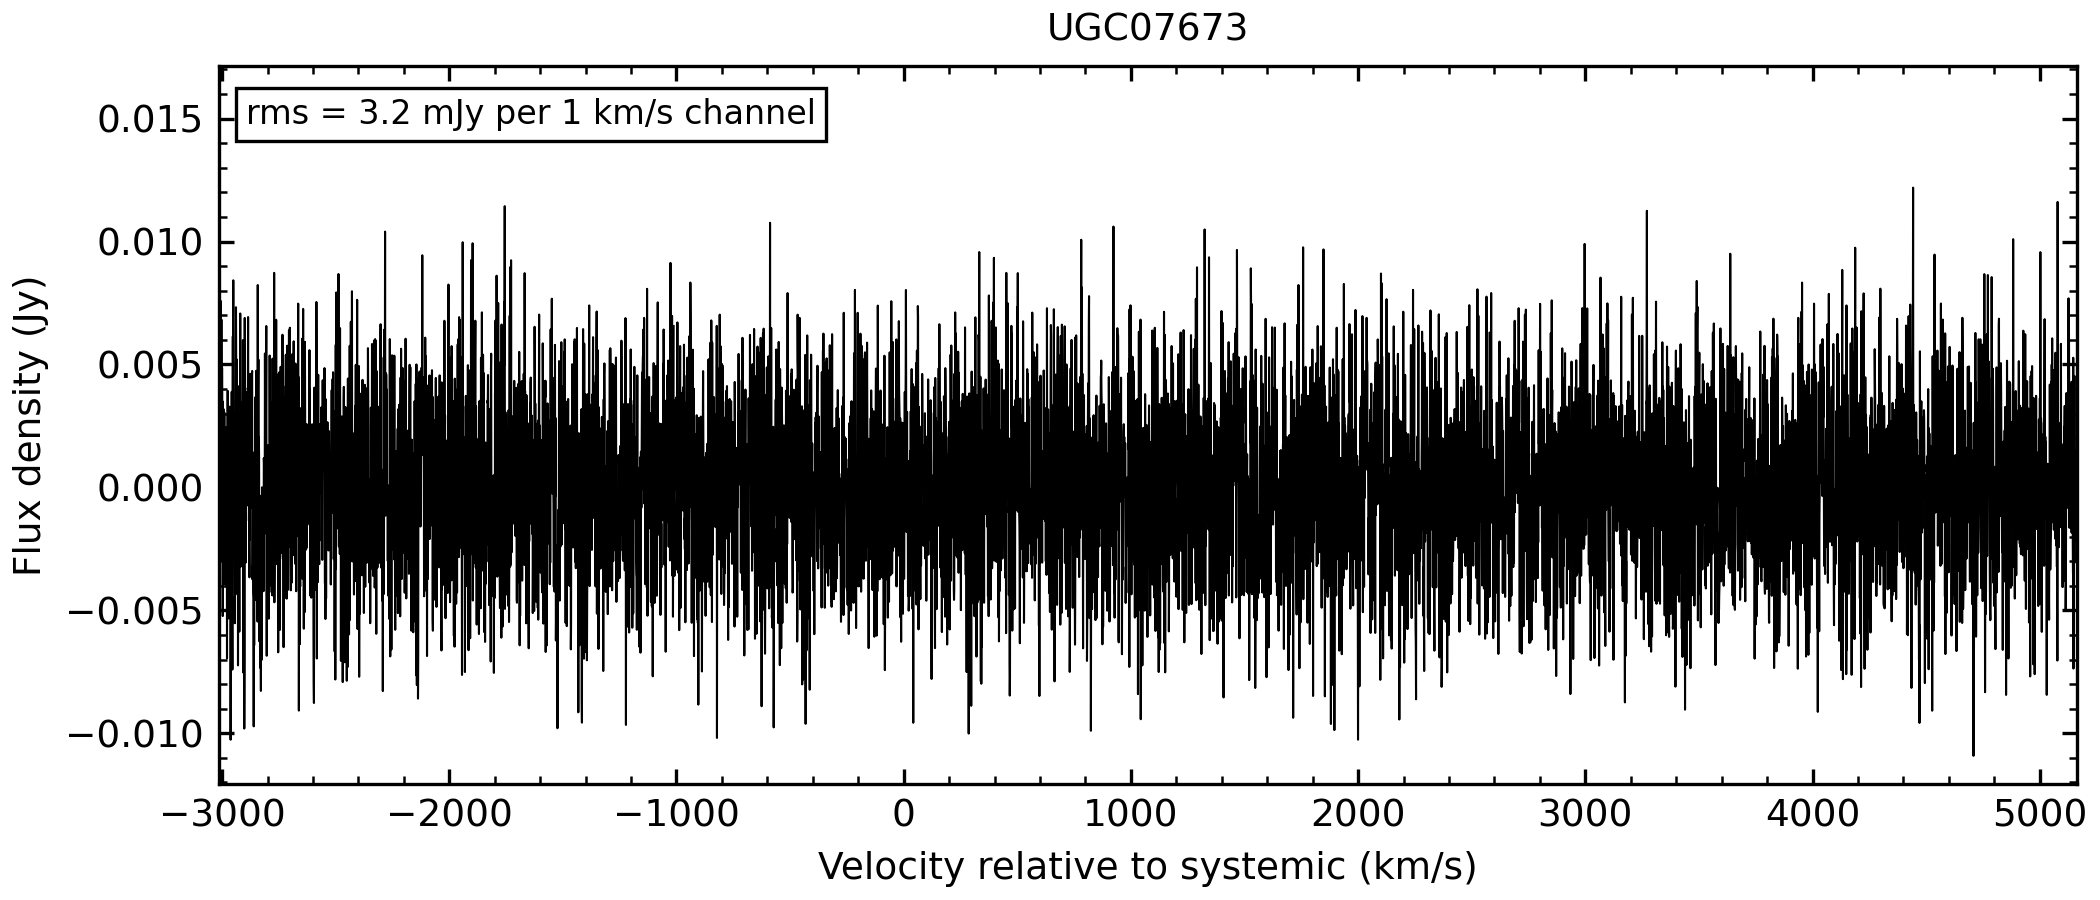 UGC07673
rms = 3.2 mJy per 1 km/s channel
Flux density (Jy)
0.015
0.010
0.005
0.000
−0.005
−0.010
−3000 −2000 −1000 0 1000 2000 3000 4000 5000
Velocity relative to systemic (km/s)